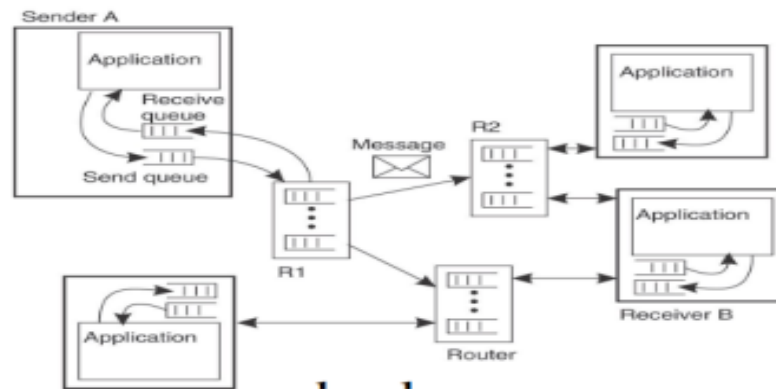 Sender A
Application
Receive
queue
Send queue
R1
Message
R2
Application
Application
Receiver B
Application
Router